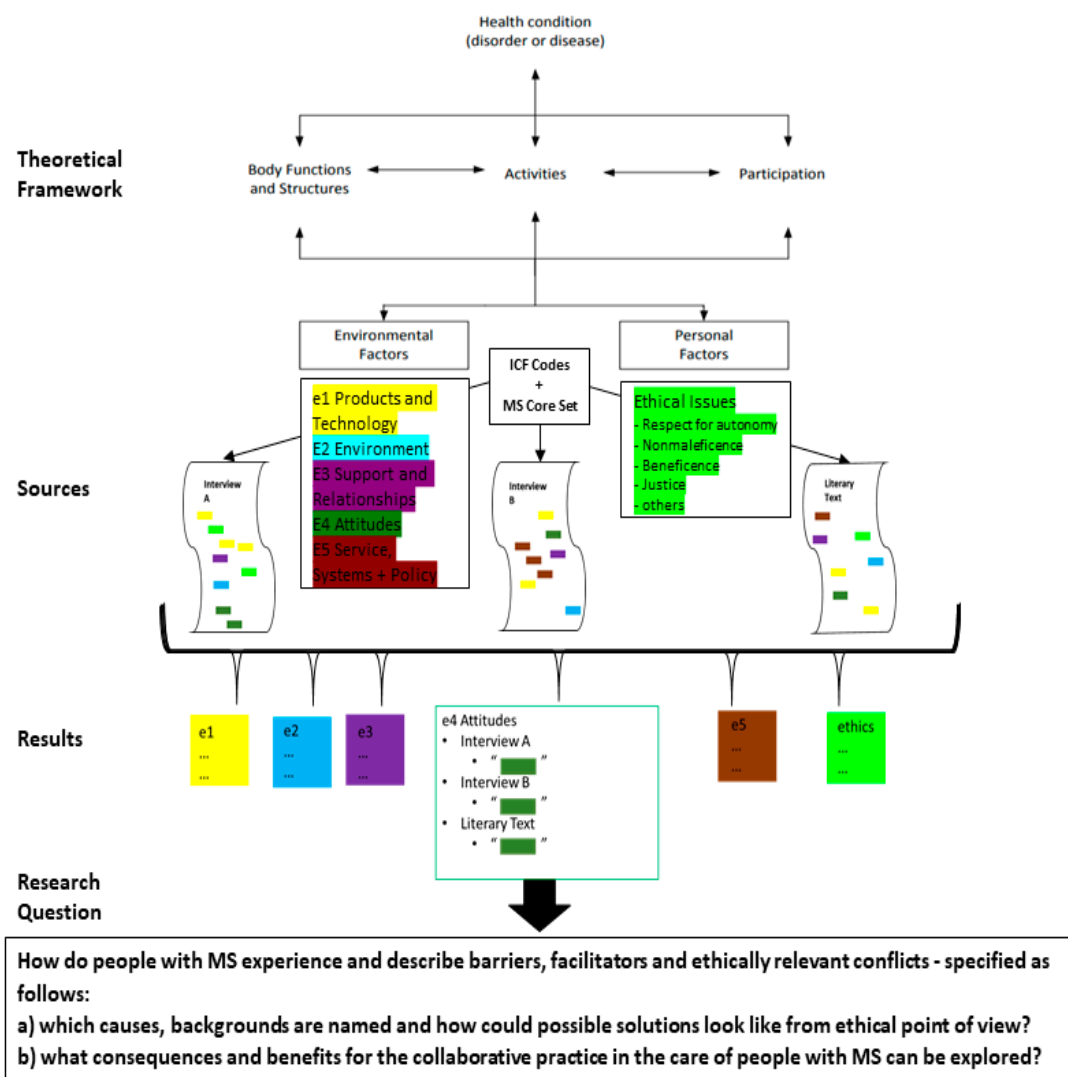 Health condition
(disorder or disease)
Theoretical
Framework
Body Functions
and Structures
Activities
Participation
Environmental
Factors
Personal
Factors
ICF Codes
+
MS Core Set
e1 Products and
Technology
E2 Environment
E3 Support and
Relationships
E4 Attitudes
E5 Service,
Systems + Policy
Ethical Issues
- Respect for autonomy
- Nonmaleficence
- Beneficence
- Justice
- others
Sources
Interview
A
Interview
B
Literary
Text
Results
e1
...
...
e2
...
...
e3
...
...
e4 Attitudes
• Interview A
• “ ”
• Interview B
• “ ”
• Literary Text
• “ ”
e5
...
...
ethics
...
...
Research
Question
How do people with MS experience and describe barriers, facilitators and ethically relevant conflicts - specified as
follows:
a) which causes, backgrounds are named and how could possible solutions look like from ethical point of view?
b) what consequences and benefits for the collaborative practice in the care of people with MS can be explored?